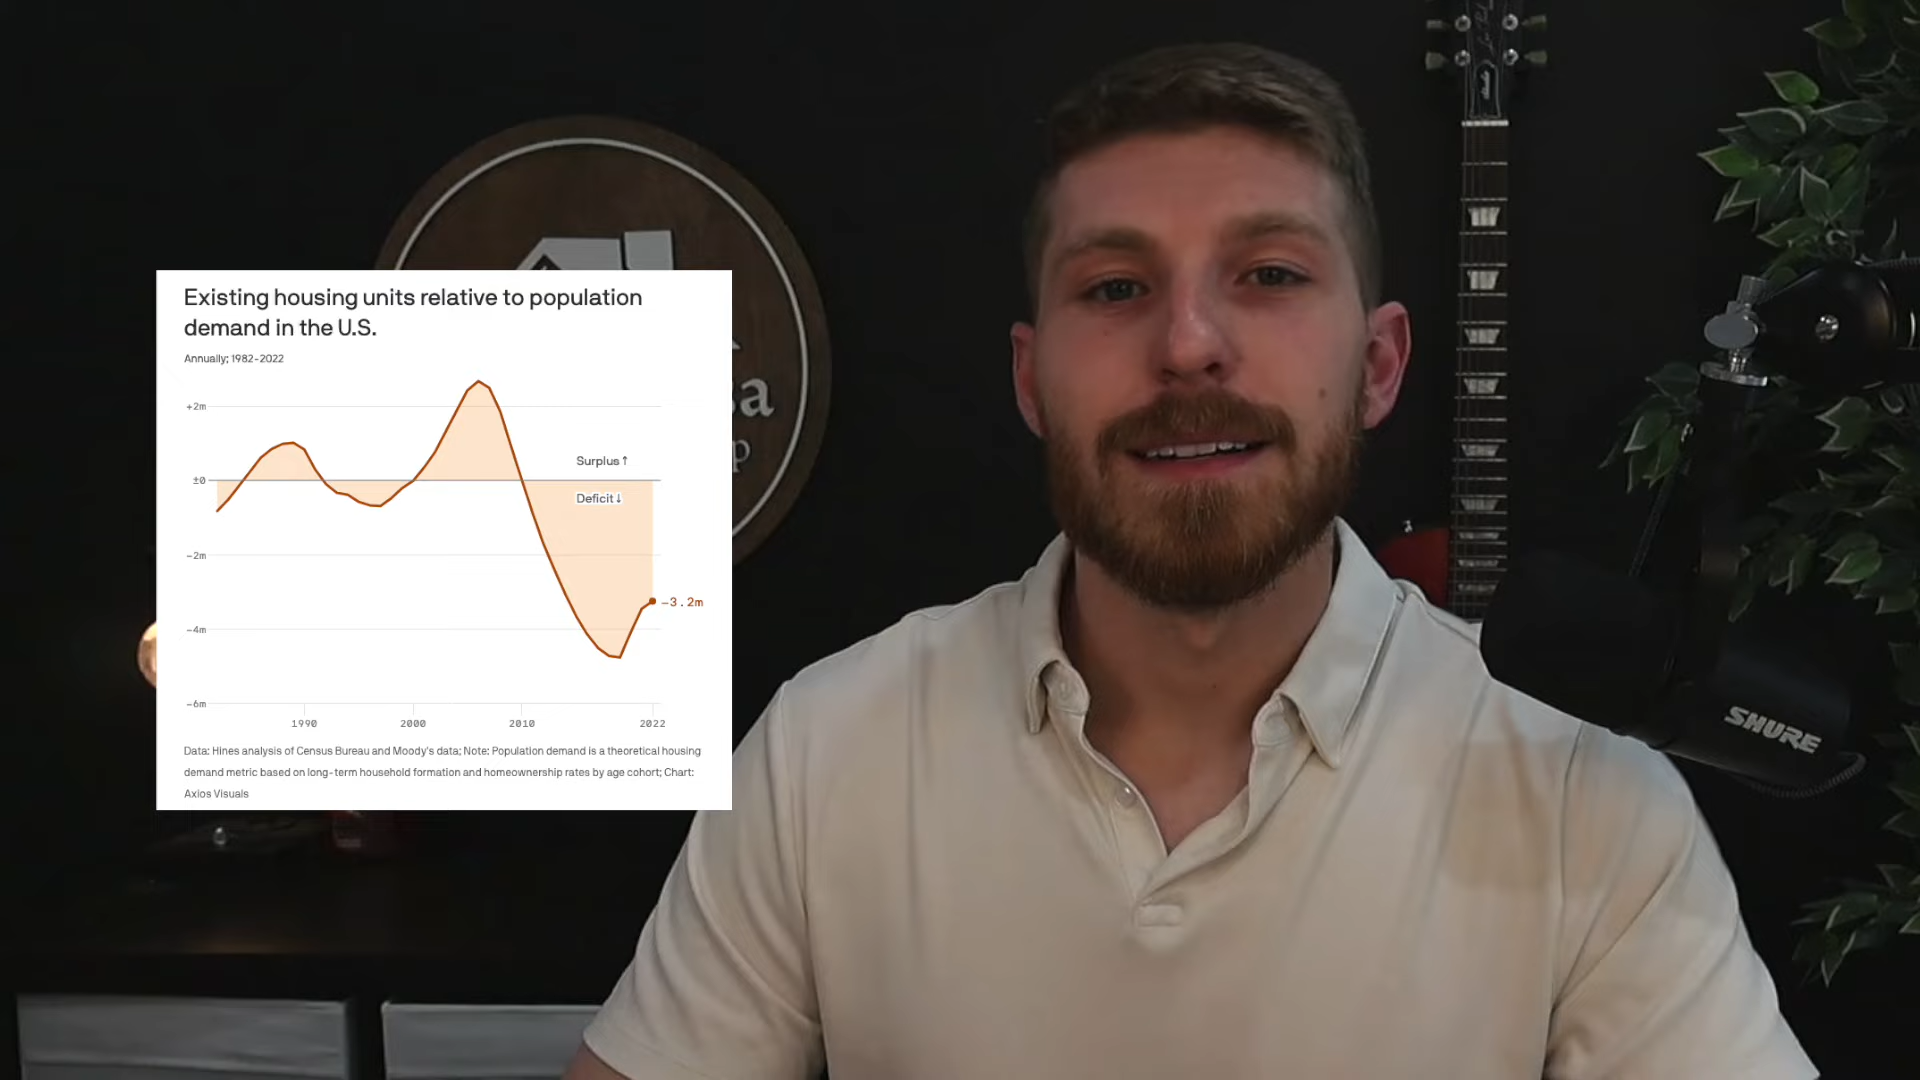 Existing housing units relative to population
demand in the U.S.
Annually; 1982-2022
+2m
Surplus↑
±0
Deficit↓
-2m
-3.2m
-4m
-6m
1990 2000 2010 2022
Data: Hines analysis of Census Bureau and Moody's data; Note: Population demand is a theoretical housing
demand metric based on long-term household formation and homeownership rates by age cohort; Chart:
Axios Visuals
SHURE